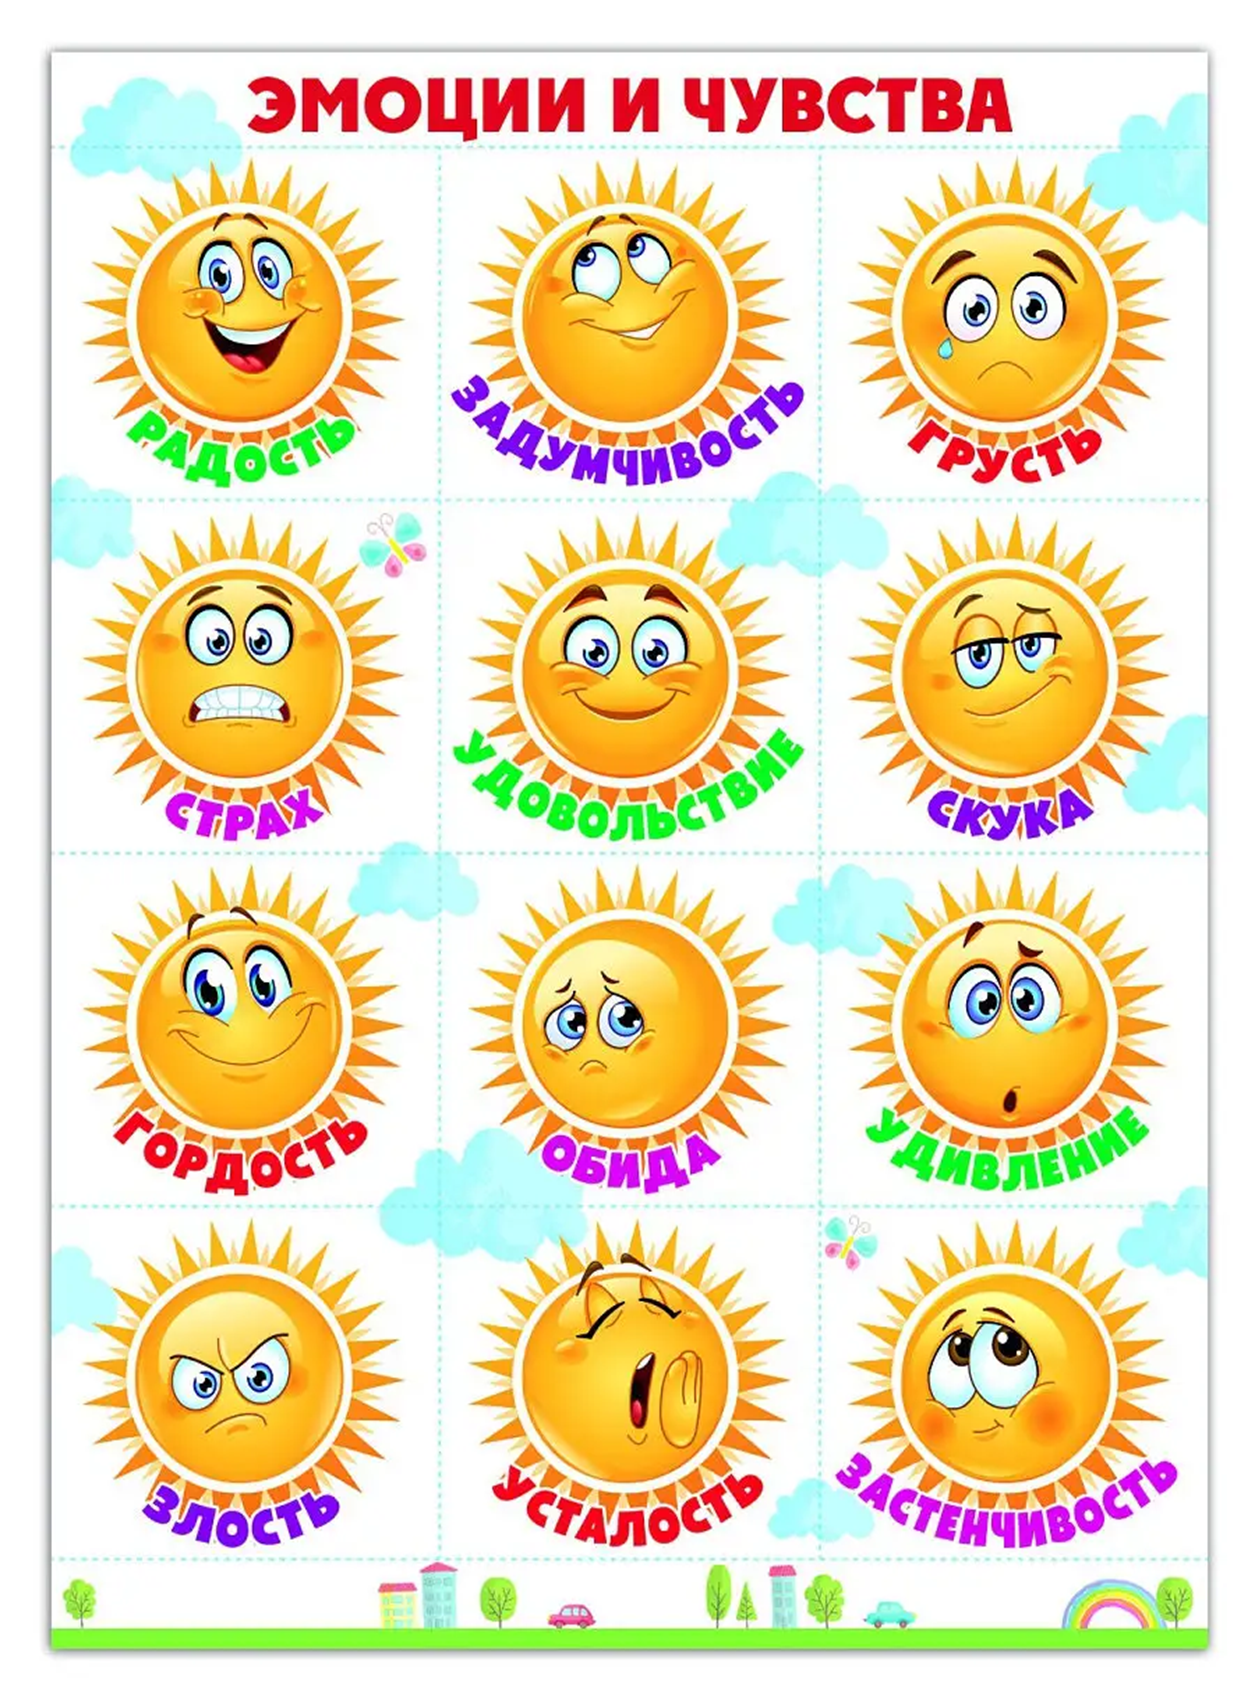 ЭМОЦИИ И ЧУВСТВА
РАДОСТЬ
ЗАДУМЧИВОСТЬ
ГРУСТЬ
СТРАХ
УДОВОЛЬСТВИЕ
СКУКА
ГОРДОСТЬ
ОБИДА
УДИВЛЕНИЕ
ЗЛОСТЬ
УСТАЛОСТЬ
ЗАСТЕНЧИВОСТЬ